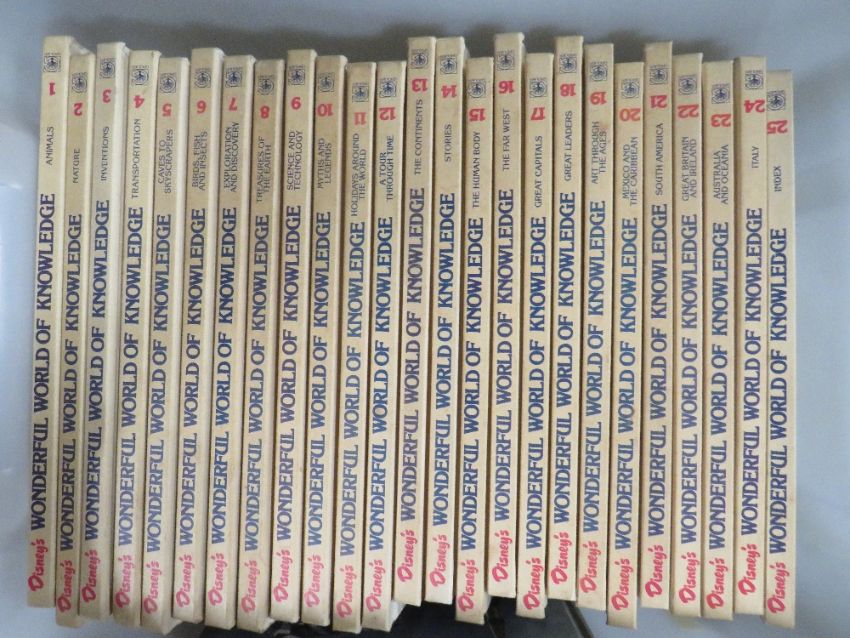 Disney's WONDERFUL WORLD OF KNOWLEDGE ANIMALS 1
Disney's WONDERFUL WORLD OF KNOWLEDGE NATURE 2
Disney's WONDERFUL WORLD OF KNOWLEDGE INVENTIONS 3
Disney's WONDERFUL WORLD OF KNOWLEDGE TRANSPORTATION 4
Disney's WONDERFUL WORLD OF KNOWLEDGE CAVES TO
SKYSCRAPERS 5
Disney's WONDERFUL WORLD OF KNOWLEDGE BIRDS, FISH
AND INSECTS 6
Disney's WONDERFUL WORLD OF KNOWLEDGE EXPLORATION
AND DISCOVERY 7
Disney's WONDERFUL WORLD OF KNOWLEDGE TREASURES OF
THE EARTH 8
Disney's WONDERFUL WORLD OF KNOWLEDGE SCIENCE AND
TECHNOLOGY 9
Disney's WONDERFUL WORLD OF KNOWLEDGE MYTHS AND
LEGENDS 10
Disney's WONDERFUL WORLD OF KNOWLEDGE HOLIDAYS AROUND
THE WORLD 11
Disney's WONDERFUL WORLD OF KNOWLEDGE A TOUR
THROUGH TIME 12
Disney's WONDERFUL WORLD OF KNOWLEDGE THE CONTINENTS 13
Disney's WONDERFUL WORLD OF KNOWLEDGE STORIES 14
Disney's WONDERFUL WORLD OF KNOWLEDGE THE HUMAN BODY 15
Disney's WONDERFUL WORLD OF KNOWLEDGE THE FAR WEST 16
Disney's WONDERFUL WORLD OF KNOWLEDGE GREAT CAPITALS 17
Disney's WONDERFUL WORLD OF KNOWLEDGE GREAT LEADERS 18
Disney's WONDERFUL WORLD OF KNOWLEDGE ART THROUGH
THE AGES 19
Disney's WONDERFUL WORLD OF KNOWLEDGE MEXICO AND
THE CARIBBEAN 20
Disney's WONDERFUL WORLD OF KNOWLEDGE SOUTH AMERICA 21
Disney's WONDERFUL WORLD OF KNOWLEDGE GREAT BRITAIN
AND IRELAND 22
Disney's WONDERFUL WORLD OF KNOWLEDGE AUSTRALIA
AND OCEANIA 23
Disney's WONDERFUL WORLD OF KNOWLEDGE ITALY 24
Disney's WONDERFUL WORLD OF KNOWLEDGE INDEX 25